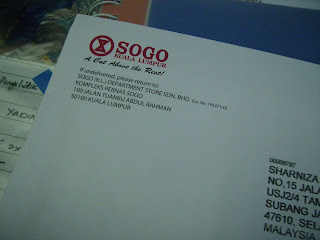 SOGO
KUALA LUMPUR
A Cut Above the Rest!
If undelivered, please return to:
SOGO (K.L.) DEPARTMENT STORE SDN. BHD.
KOMPLEKS PERNAS SOGO
190 JALAN TUANKU ABDUL RAHMAN
50100 KUALA LUMPUR
SHARNIZA
NO,15 JALA
USJ2/4 TAM
SUBANG JA
47610, SELA
MALAYSIA